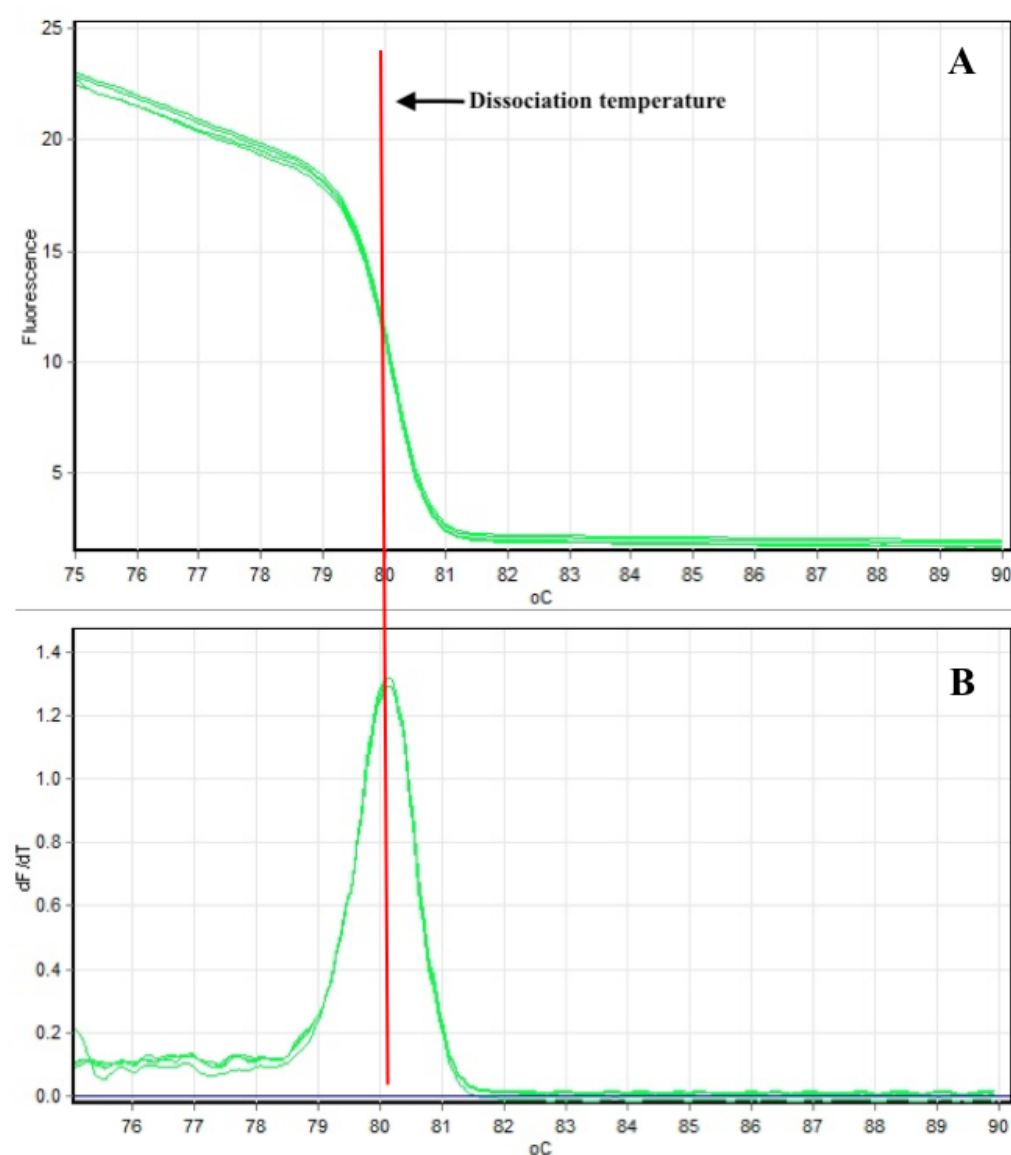 25
A
Dissociation temperature
20
15
Fluorescence
10
5
75 76 77 78 79 80 81 82 83 84 85 86 87 88 89 90
oC
1.4
B
1.2
1.0
0.8
dF/dT
0.6
0.4
0.2
0.0
76 77 78 79 80 81 82 83 84 85 86 87 88 89 90
oC